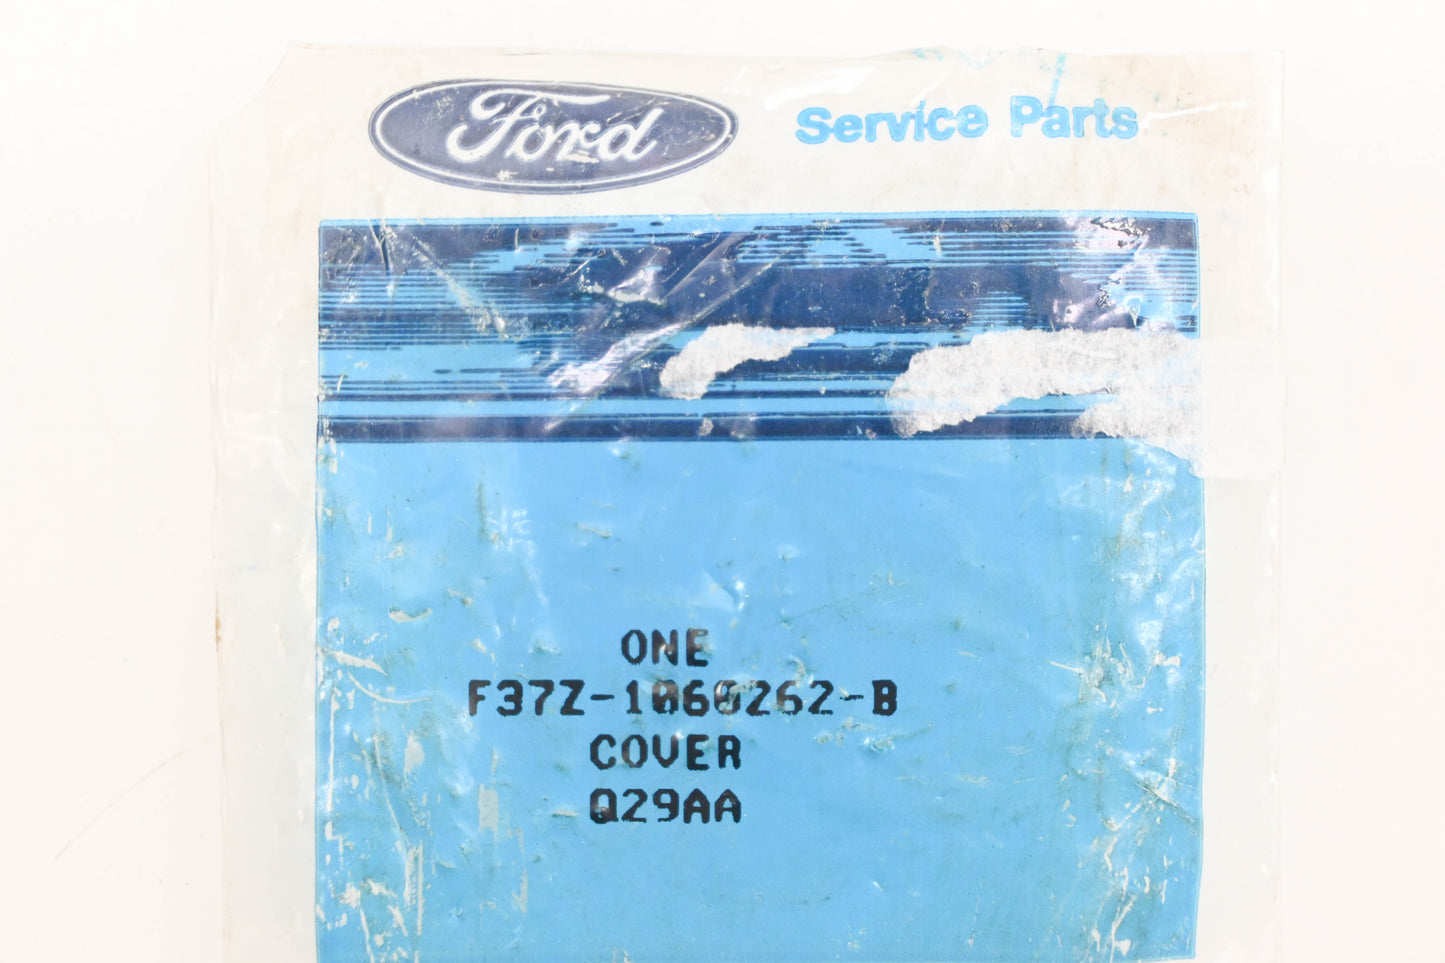 Ford
Service Parts
ONE
F37Z-1060262-B
COVER
Q29AA